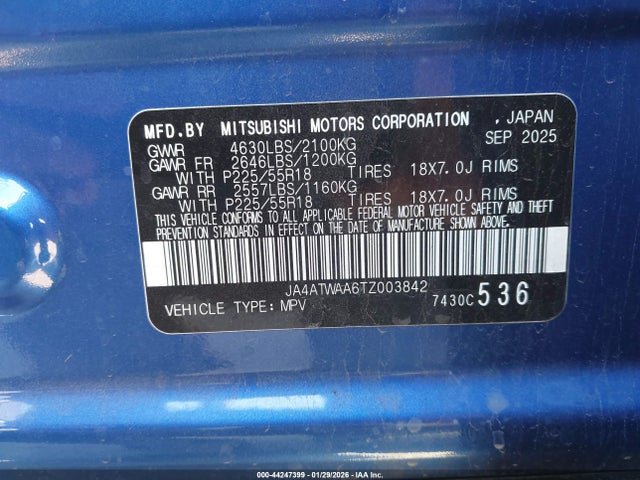 MFD.BY MITSUBISHI MOTORS CORPORATION , JAPAN
SEP 2025
GVWR 4630LBS/2100KG
GAWR FR 2646LBS/1200KG
WITH P225/55R18 TIRES 18X7.0J RIMS
GAWR RR 2557LBS/1160KG
WITH P225/55R18 TIRES 18X7.0J RIMS
THIS VEHICLE CONFORMS TO ALL APPLICABLE FEDERAL MOTOR VEHICLE SAFETY AND THEFT
PREVENTION STANDARDS IN EFFECT ON THE DATE OF MANUFACTURE SHOWN ABOVE.
JA4ATWAA6TZ003842
VEHICLE TYPE: MPV 7430C 536
000-44247399 - 01/29/2026 - IAAI.COM